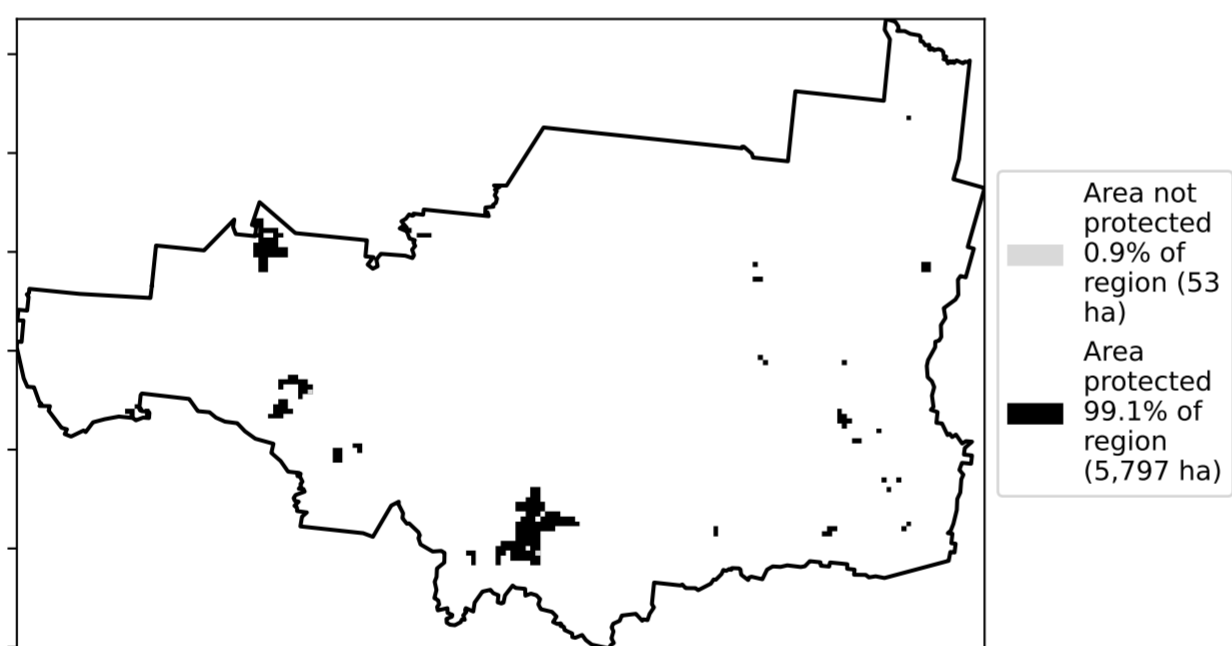 Area not
protected
0.9% of
region (53
ha)
Area
protected
99.1% of
region
(5,797 ha)